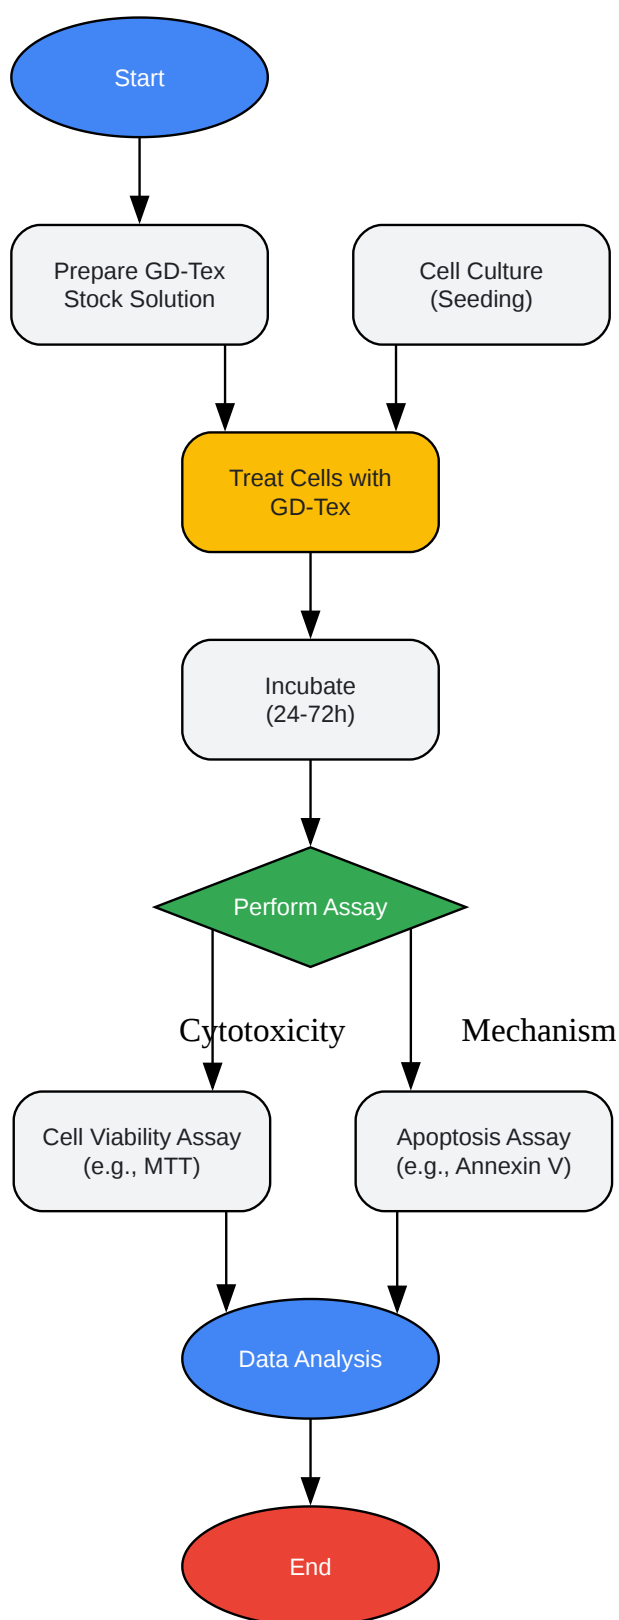 Start
Prepare GD-Tex
Stock Solution
Cell Culture
(Seeding)
Treat Cells with
GD-Tex
Incubate
(24-72h)
Perform Assay
Cytotoxicity
Mechanism
Cell Viability Assay
(e.g., MTT)
Apoptosis Assay
(e.g., Annexin V)
Data Analysis
End